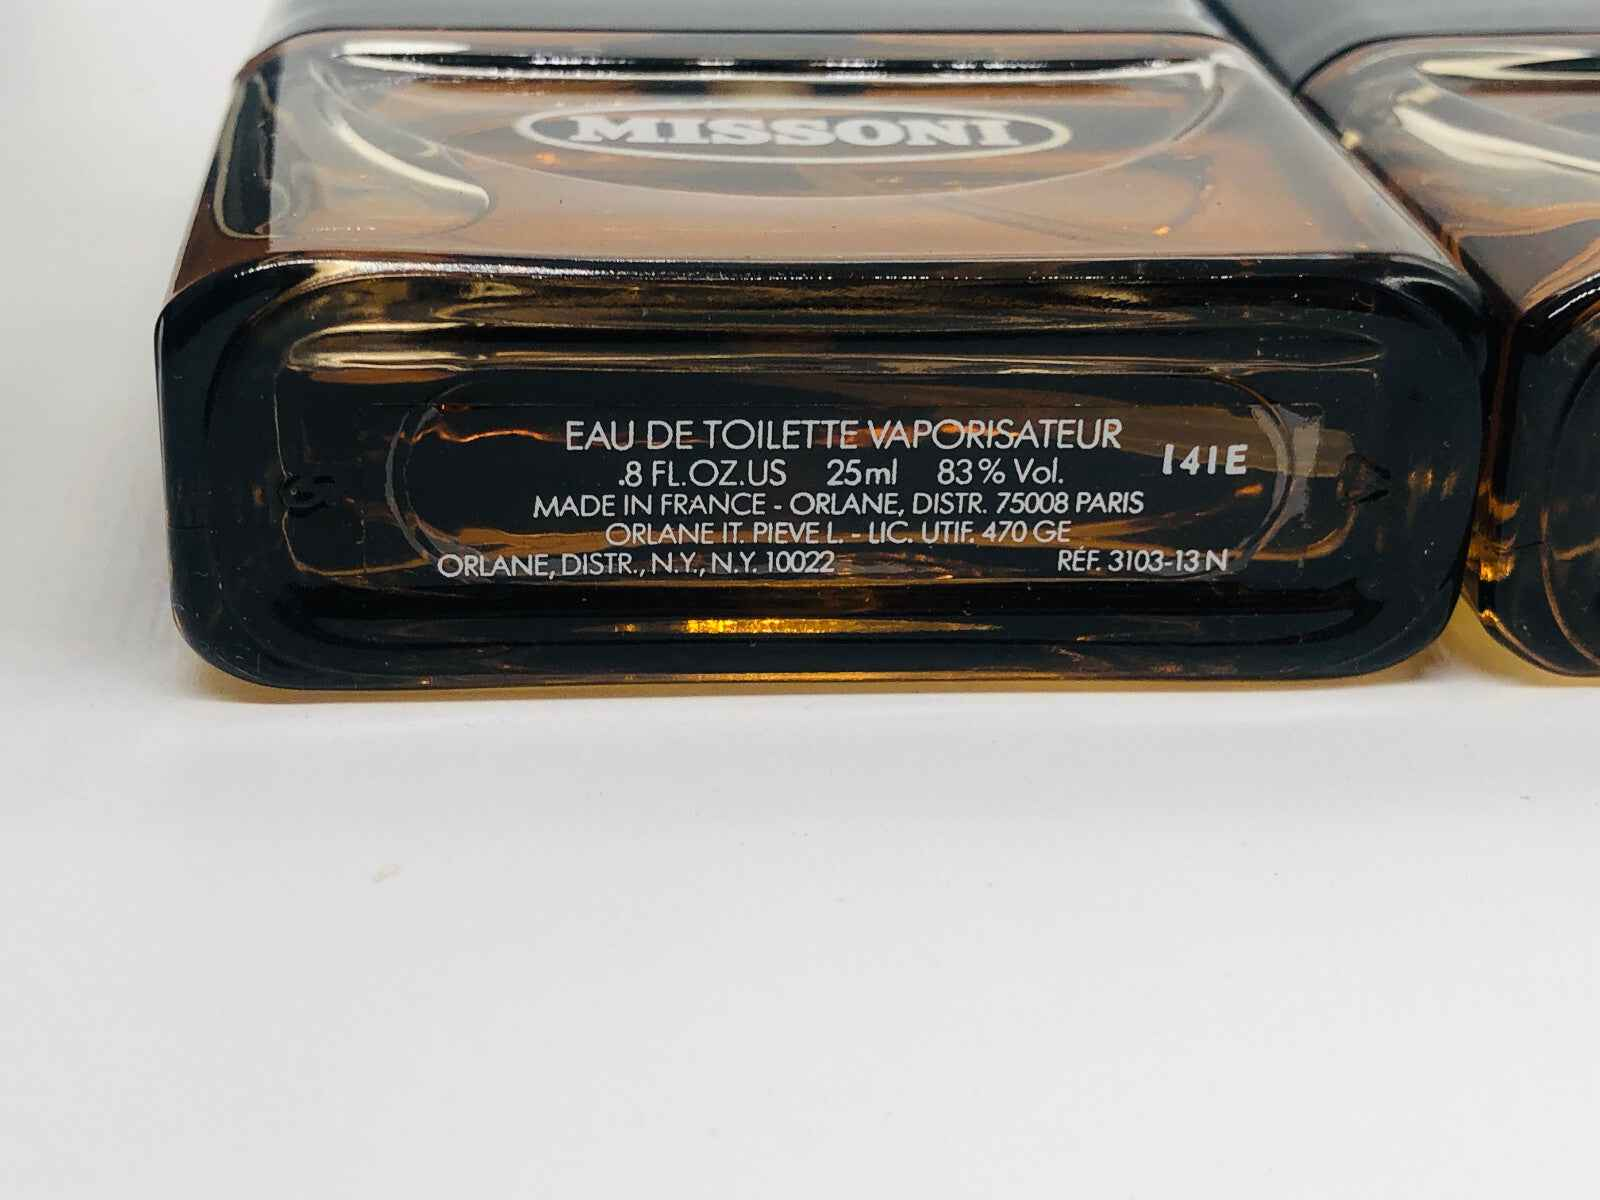 MISSONI
EAU DE TOILETTE VAPORISATEUR
.8 FL.OZ.US 25ml 83% Vol.
141E
MADE IN FRANCE - ORLANE, DISTR. 75008 PARIS
ORLANE IT. PIEVE L. - LIC. UTIF. 470 GE
ORLANE, DISTR., N.Y., N.Y. 10022 RÉF. 3103-13 N